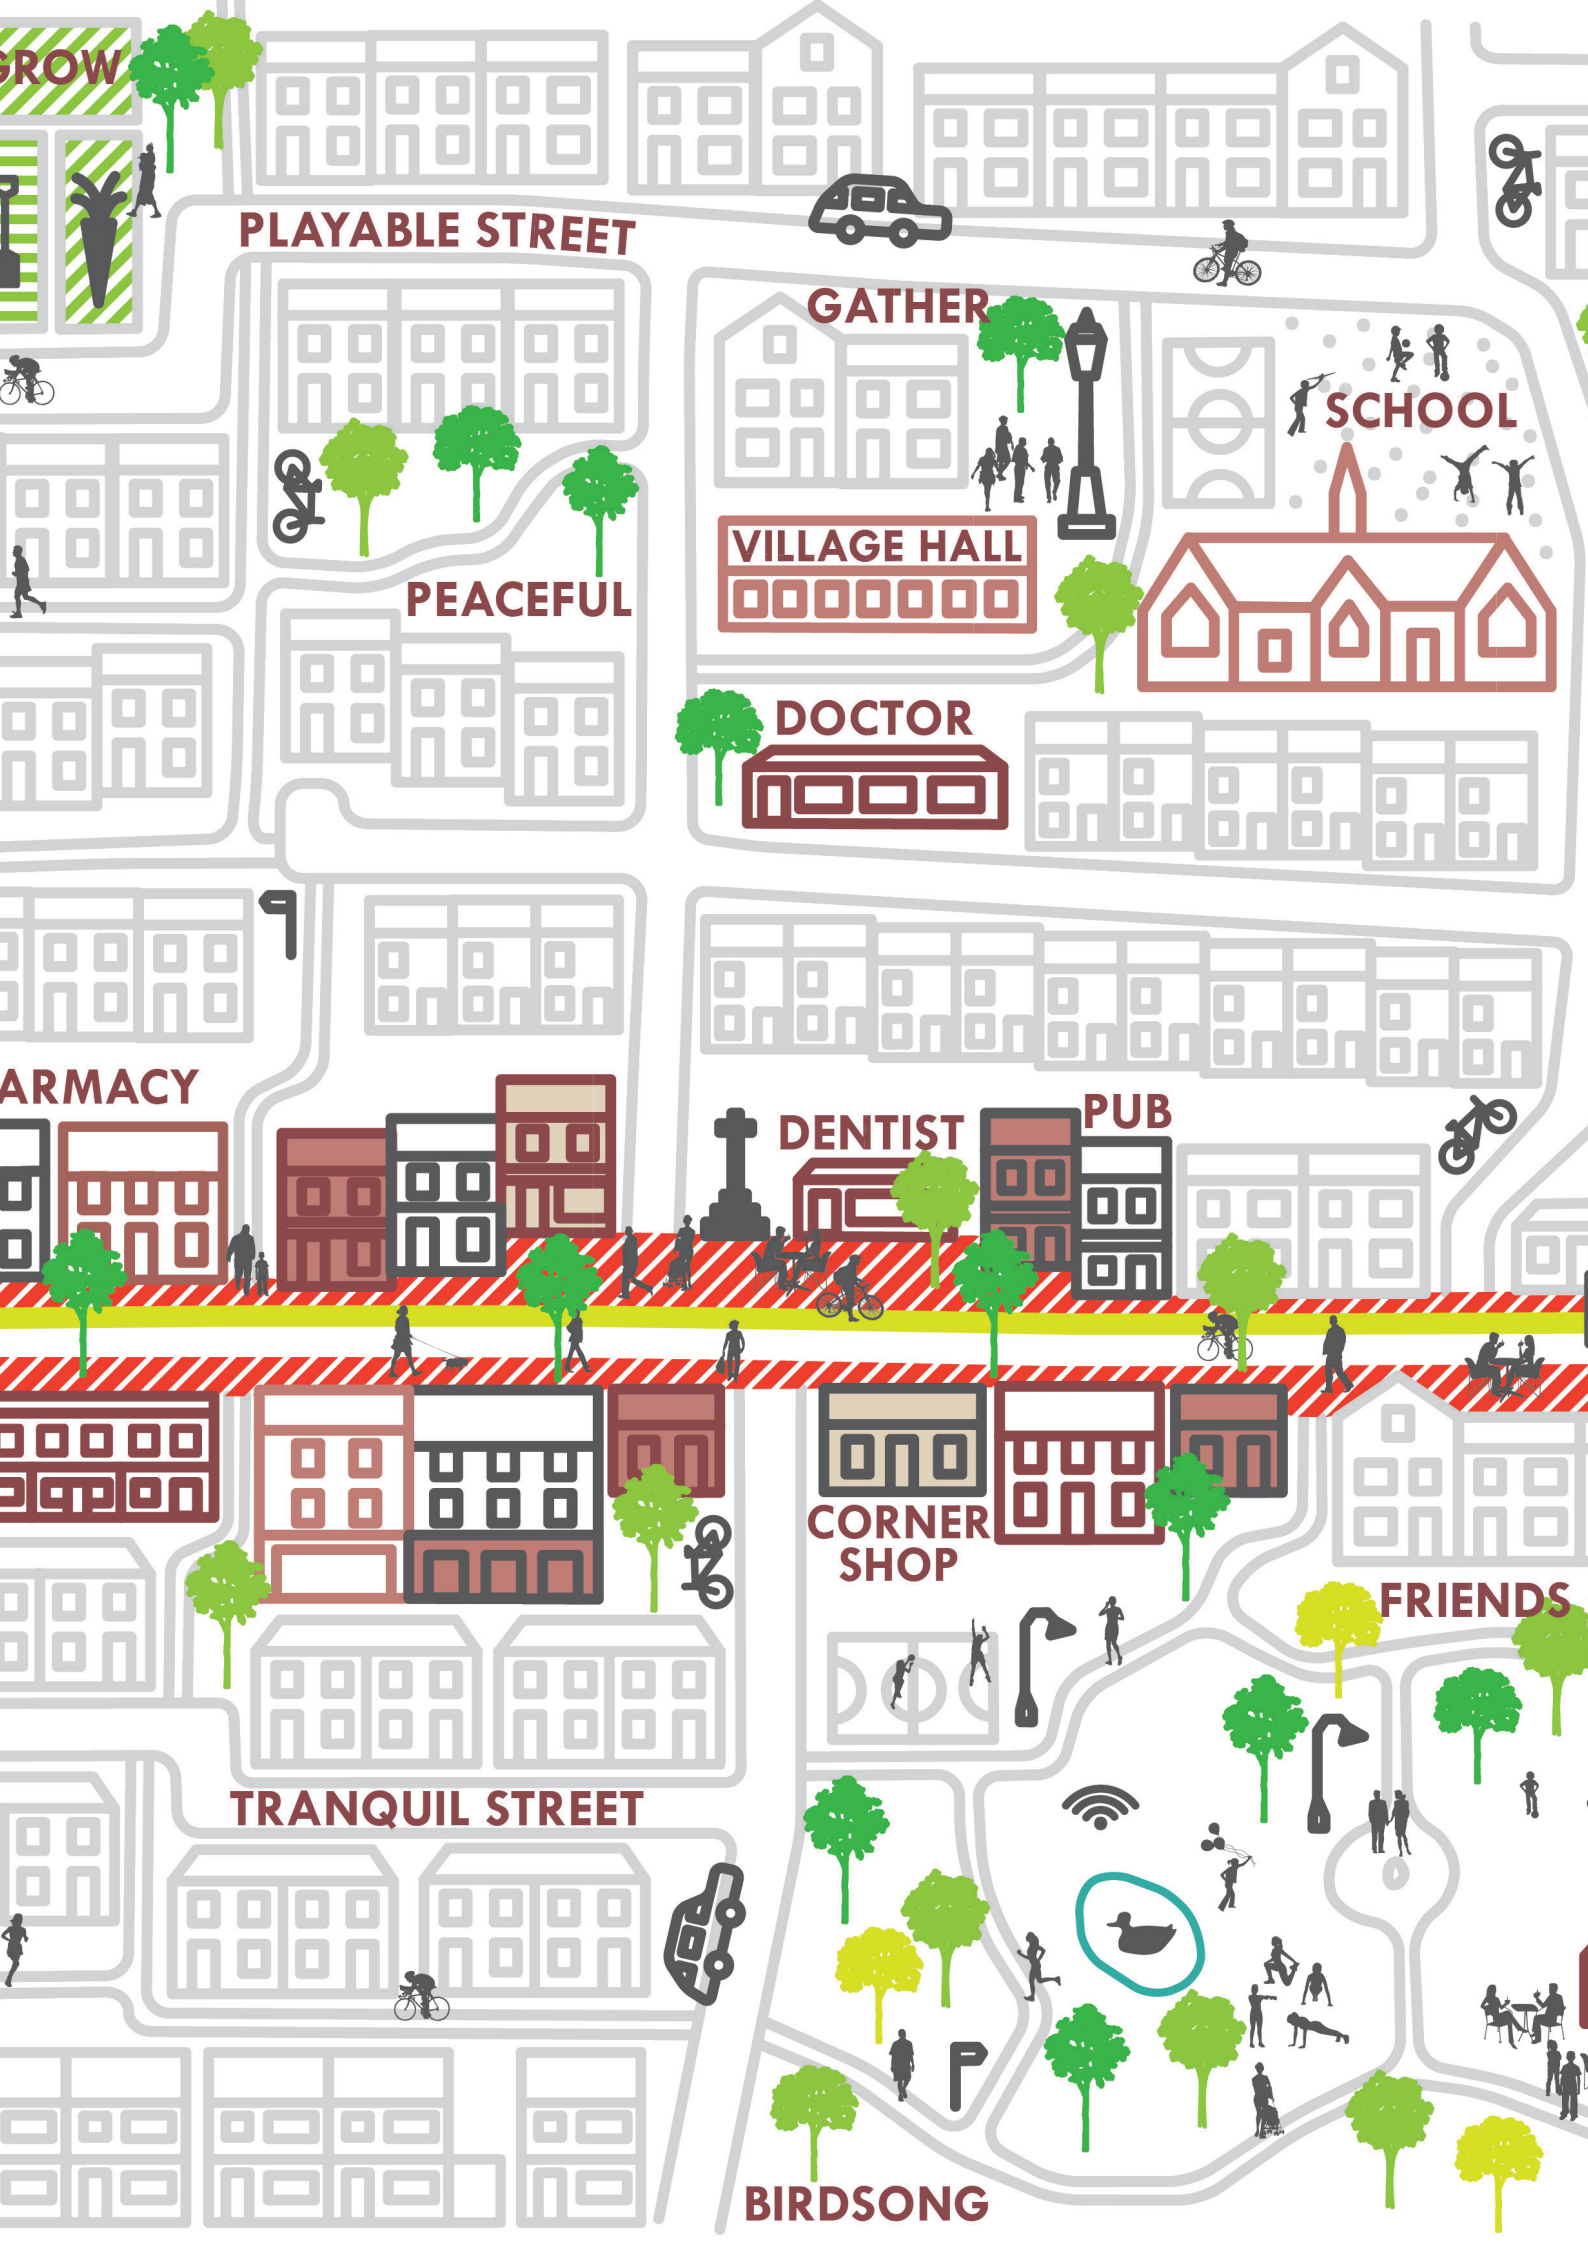 GROW
PLAYABLE STREET
GATHER
SCHOOL
VILLAGE HALL
PEACEFUL
DOCTOR
ARMACY
PUB
DENTIST
CORNER
SHOP
FRIENDS
TRANQUIL STREET
BIRDSONG